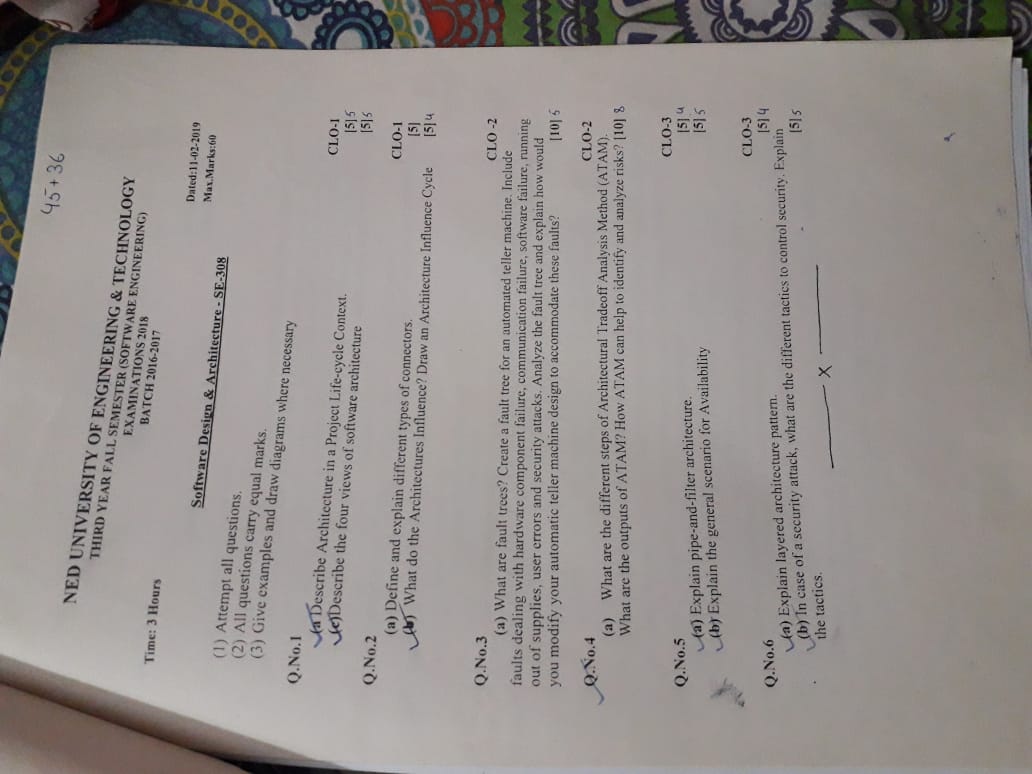 45+36
NED UNIVERSITY OF ENGINEERING & TECHNOLOGY
THIRD YEAR FALL SEMESTER (SOFTWARE ENGINEERING)
EXAMINATIONS 2018
BATCH 2016-2017
Time: 3 Hours
Dated:11-02-2019
Max.Marks:60
Software Design & Architecture - SE-308
(1) Attempt all questions.
(2) All questions carry equal marks.
(3) Give examples and draw diagrams where necessary
Q.No.1 CLO-1
(a Describe Architecture in a Project Life-cycle Context. [5] 5
Describe the four views of software architecture [5] 5
Q.No.2 CLO-1
(a) Define and explain different types of connectors. [5]
(b) What do the Architectures Influence? Draw an Architecture Influence Cycle [5] 4
Q.No.3 CLO -2
(a) What are fault trees? Create a fault tree for an automated teller machine. Include
faults dealing with hardware component failure, communication failure, software failure, running
out of supplies, user errors and security attacks. Analyze the fault tree and explain how would
you modify your automatic teller machine design to accommodate these faults? [10] 5
Q.No.4 CLO-2
(a) What are the different steps of Architectural Tradeoff Analysis Method (ATAM).
What are the outputs of ATAM? How ATAM can help to identify and analyze risks? [10] 8
Q.No.5 CLO-3
(a) Explain pipe-and-filter architecture. [5] 4
(b) Explain the general scenario for Availability [5] 5
Q.No.6 CLO-3
(a) Explain layered architecture pattern. [5] 4
(b) In case of a security attack, what are the different tactics to control security. Explain [5] 5
the tactics.
X